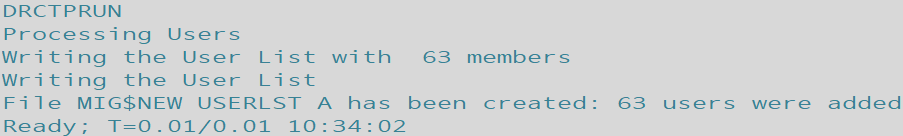 DRCTPRUN
Processing Users
Writing the User List with  63 members
Writing the User List
File MIG$NEW USERLST A has been created: 63 users were added
Ready; T=0.01/0.01 10:34:02